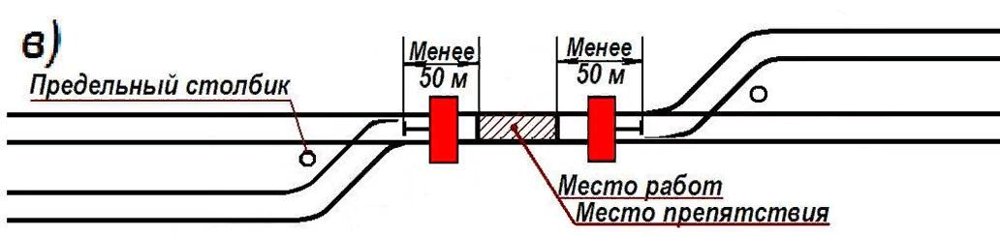 в)
Менее
50 м
Менее
50 м
Предельный столбик
Место работ
Место препятствия